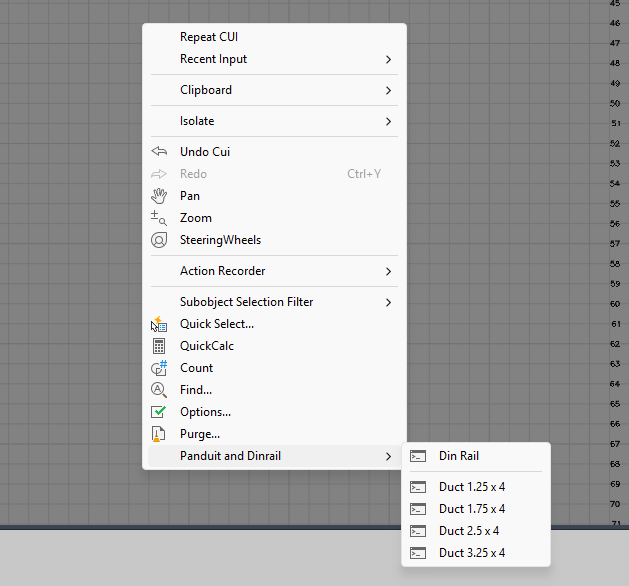 45
46
47
48
49
50
51
52
53
54
55
56
57
58
59
60
61
62
63
64
65
66
67
68
69
70
71
Repeat CUI
Recent Input
Clipboard
Isolate
Undo Cui
Redo Ctrl+Y
Pan
Zoom
SteeringWheels
Action Recorder
Subobject Selection Filter
Quick Select...
QuickCalc
Count
Find...
Options...
Purge...
Panduit and Dinrail
Din Rail
Duct 1.25 x 4
Duct 1.75 x 4
Duct 2.5 x 4
Duct 3.25 x 4